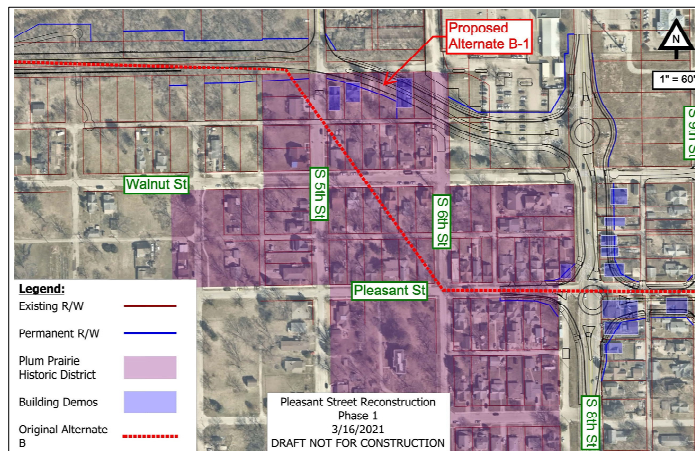 Proposed
Alternate B-1
N
1" = 60'
S 9th St
S 5th St
Walnut St
S 6th St
Pleasant St
S 8th St
Legend:
Existing R/W
Permanent R/W
Plum Prairie
Historic District
Building Demos
Original Alternate
B
Pleasant Street Reconstruction
Phase 1
3/16/2021
DRAFT NOT FOR CONSTRUCTION